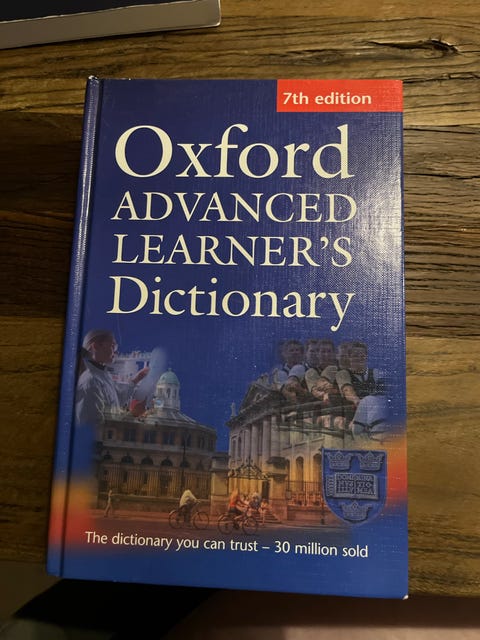 7th edition
Oxford
ADVANCED
LEARNER'S
Dictionary
The dictionary you can trust – 30 million sold